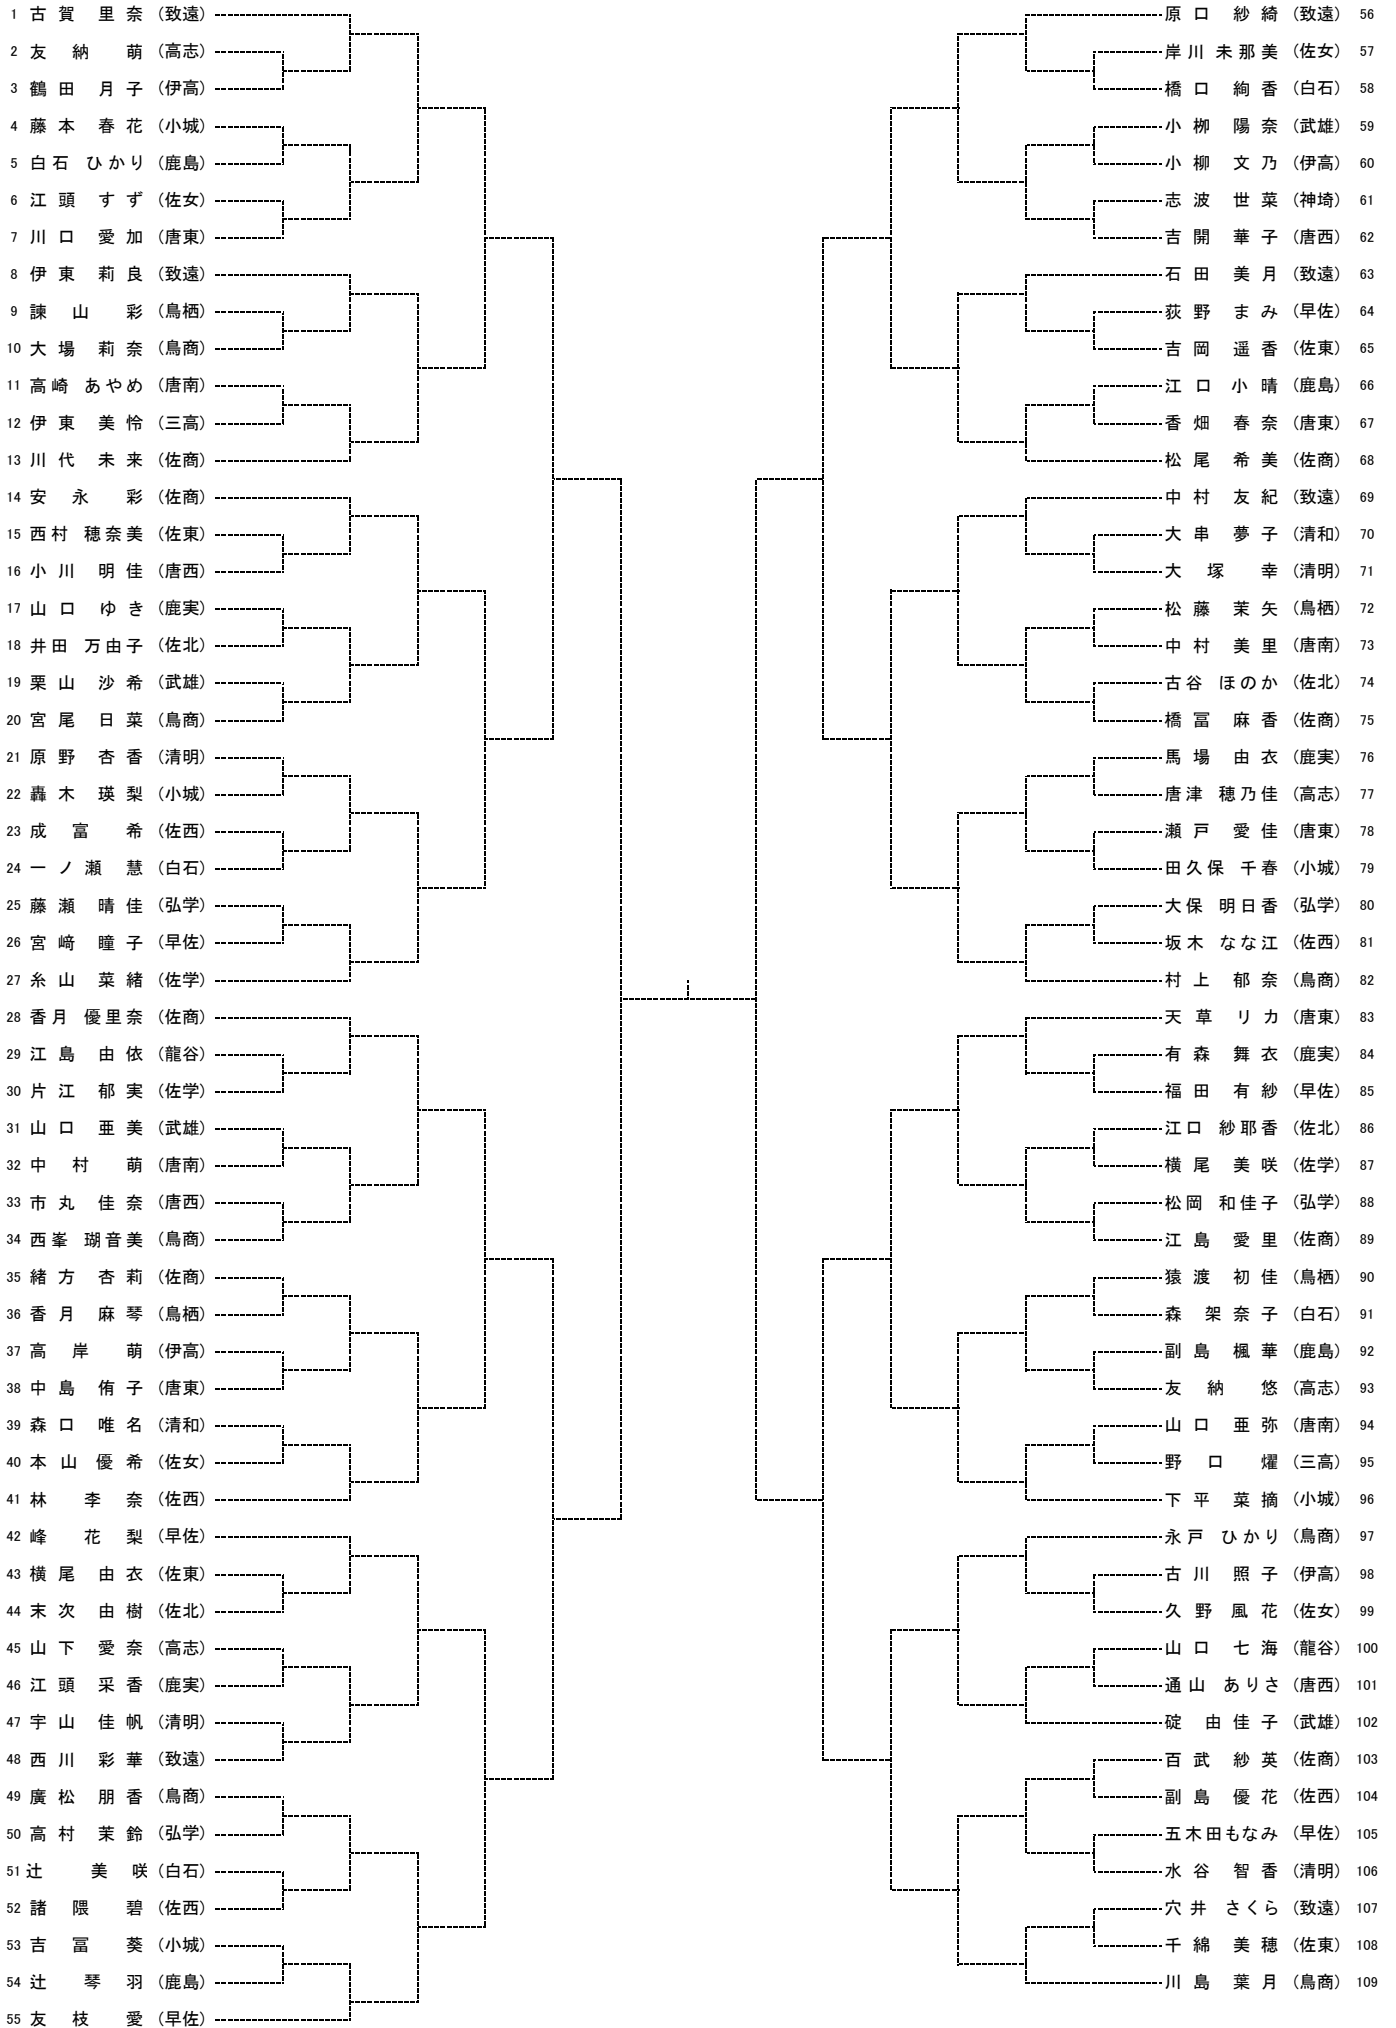 1 古賀 里奈 (致遠)
2 友納 萌 (高志)
3 鶴田 月子 (伊高)
4 藤本 春花 (小城)
5 白石 ひかり (鹿島)
6 江頭 すず (佐女)
7 川口 愛加 (唐東)
8 伊東 莉良 (致遠)
9 諫山 彩 (鳥栖)
10 大場 莉奈 (鳥商)
11 高崎 あやめ (唐南)
12 伊東 美怜 (三高)
13 川代 未来 (佐商)
14 安永 彩 (佐商)
15 西村 穂奈美 (佐東)
16 小川 明佳 (唐西)
17 山口 ゆき (鹿実)
18 井田 万由子 (佐北)
19 栗山 沙希 (武雄)
20 宮尾 日菜 (鳥商)
21 原野 杏香 (清明)
22 轟木 瑛梨 (小城)
23 成富 希 (佐西)
24 一ノ瀬 慧 (白石)
25 藤瀬 晴佳 (弘学)
26 宮﨑 瞳子 (早佐)
27 糸山 菜緒 (佐学)
28 香月 優里奈 (佐商)
29 江島 由依 (龍谷)
30 片江 郁実 (佐学)
31 山口 亜美 (武雄)
32 中村 萌 (唐南)
33 市丸 佳奈 (唐西)
34 西峯 瑚音美 (鳥商)
35 緒方 杏莉 (佐商)
36 香月 麻琴 (鳥栖)
37 高岸 萌 (伊高)
38 中島 侑子 (唐東)
39 森口 唯名 (清和)
40 本山 優希 (佐女)
41 林 李奈 (佐西)
42 峰 花梨 (早佐)
43 横尾 由衣 (佐東)
44 末次 由樹 (佐北)
45 山下 愛奈 (高志)
46 江頭 采香 (鹿実)
47 宇山 佳帆 (清明)
48 西川 彩華 (致遠)
49 廣松 朋香 (鳥商)
50 高村 茉鈴 (弘学)
51 辻 美咲 (白石)
52 諸隈 碧 (佐西)
53 吉冨 葵 (小城)
54 辻 琴羽 (鹿島)
55 友枝 愛 (早佐)
原口 紗綺 (致遠) 56
岸川 未那美 (佐女) 57
橋口 絢香 (白石) 58
小栁 陽奈 (武雄) 59
小柳 文乃 (伊高) 60
志波 世菜 (神埼) 61
吉開 華子 (唐西) 62
石田 美月 (致遠) 63
荻野 まみ (早佐) 64
吉岡 遥香 (佐東) 65
江口 小晴 (鹿島) 66
香畑 春奈 (唐東) 67
松尾 希美 (佐商) 68
中村 友紀 (致遠) 69
大串 夢子 (清和) 70
大塚 幸 (清明) 71
松藤 茉矢 (鳥栖) 72
中村 美里 (唐南) 73
古谷 ほのか (佐北) 74
橋冨 麻香 (佐商) 75
馬場 由衣 (鹿実) 76
唐津 穂乃佳 (高志) 77
瀬戸 愛佳 (唐東) 78
田久保 千春 (小城) 79
大保 明日香 (弘学) 80
坂木 なな江 (佐西) 81
村上 郁奈 (鳥商) 82
天草 リカ (唐東) 83
有森 舞衣 (鹿実) 84
福田 有紗 (早佐) 85
江口 紗耶香 (佐北) 86
横尾 美咲 (佐学) 87
松岡 和佳子 (弘学) 88
江島 愛里 (佐商) 89
猿渡 初佳 (鳥栖) 90
森 架奈子 (白石) 91
副島 楓華 (鹿島) 92
友納 悠 (高志) 93
山口 亜弥 (唐南) 94
野口 燿 (三高) 95
下平 菜摘 (小城) 96
永戸 ひかり (鳥商) 97
古川 照子 (伊高) 98
久野 風花 (佐女) 99
山口 七海 (龍谷) 100
通山 ありさ (唐西) 101
碇 由佳子 (武雄) 102
百武 紗英 (佐商) 103
副島 優花 (佐西) 104
五木田もなみ (早佐) 105
水谷 智香 (清明) 106
穴井 さくら (致遠) 107
千綿 美穂 (佐東) 108
川島 葉月 (鳥商) 109